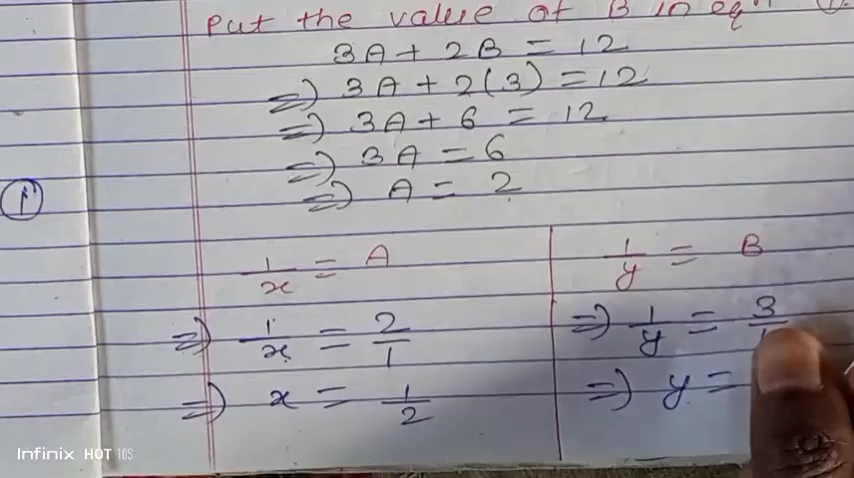 Put the value of B in eqn
3A + 2B = 12
⇒ 3A + 2(3) = 12
⇒ 3A + 6 = 12
⇒ 3A = 6
⇒ A = 2
1/x = A
⇒ 1/x = 2/1
⇒ x = 1/2
1/y = B
⇒ 1/y = 3
⇒ y =
Infinix HOT 10S